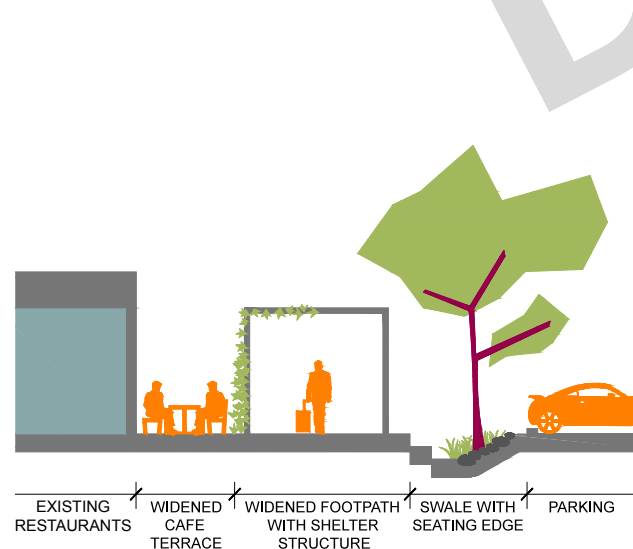 EXISTING
RESTAURANTS
WIDENED
CAFE
TERRACE
WIDENED FOOTPATH
WITH SHELTER
STRUCTURE
SWALE WITH
SEATING EDGE
PARKING